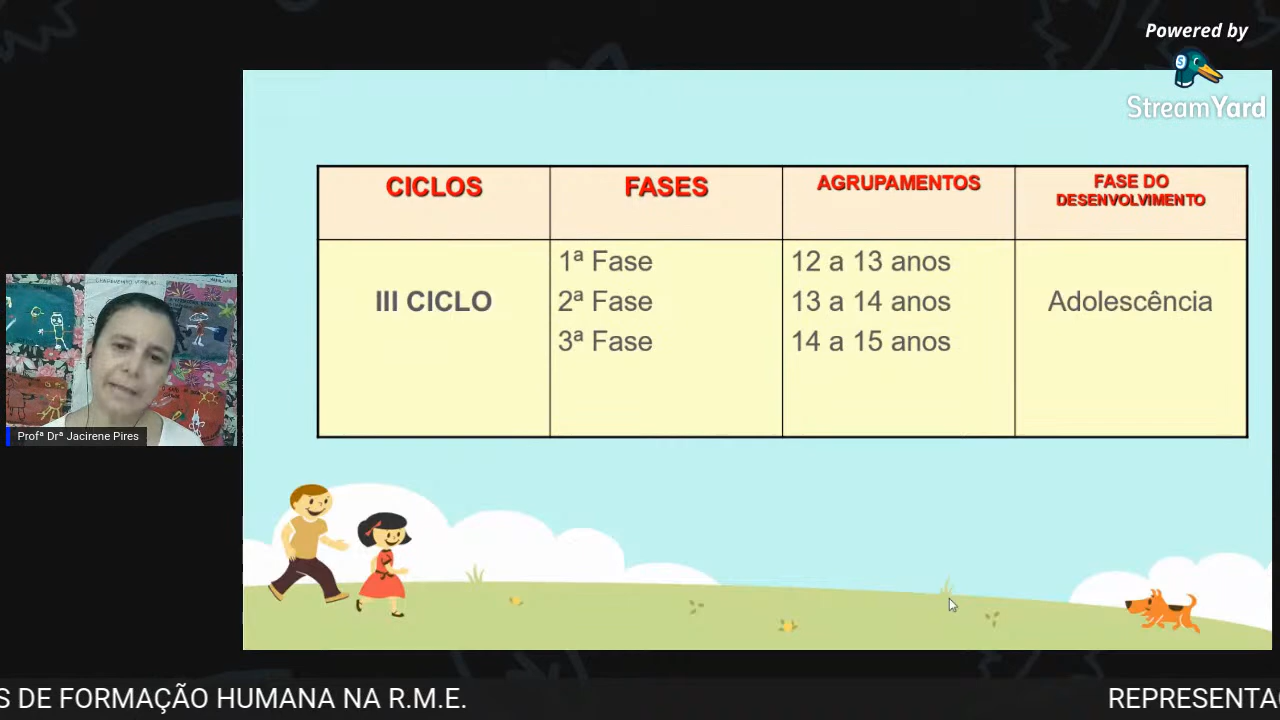 Powered by
StreamYard
CICLOS
FASES
AGRUPAMENTOS
FASE DO
DESENVOLVIMENTO
III CICLO
1ª Fase
2ª Fase
3ª Fase
12 a 13 anos
13 a 14 anos
14 a 15 anos
Adolescência
Profª Drª Jacirene Pires
S DE FORMAÇÃO HUMANA NA R.M.E.
REPRESENTA